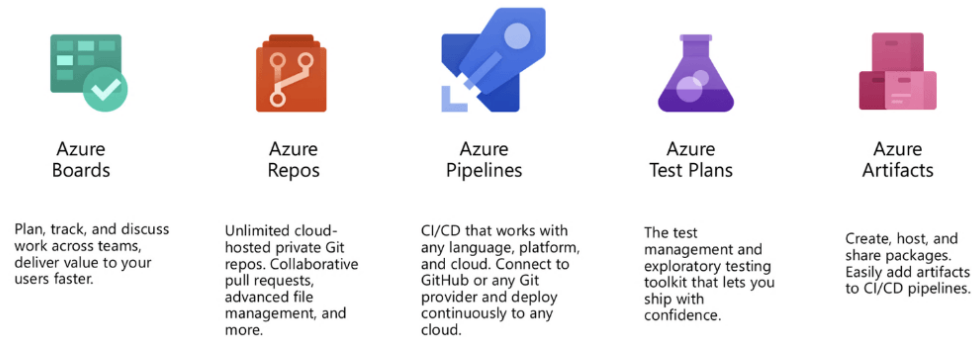 Azure
Boards
Azure
Repos
Azure
Pipelines
Azure
Test Plans
Azure
Artifacts
Plan, track, and discuss
work across teams,
deliver value to your
users faster.
Unlimited cloud-
hosted private Git
repos. Collaborative
pull requests,
advanced file
management, and
more.
CI/CD that works with
any language, platform,
and cloud. Connect to
GitHub or any Git
provider and deploy
continuously to any
cloud.
The test
management and
exploratory testing
toolkit that lets you
ship with
confidence.
Create, host, and
share packages.
Easily add artifacts
to CI/CD pipelines.